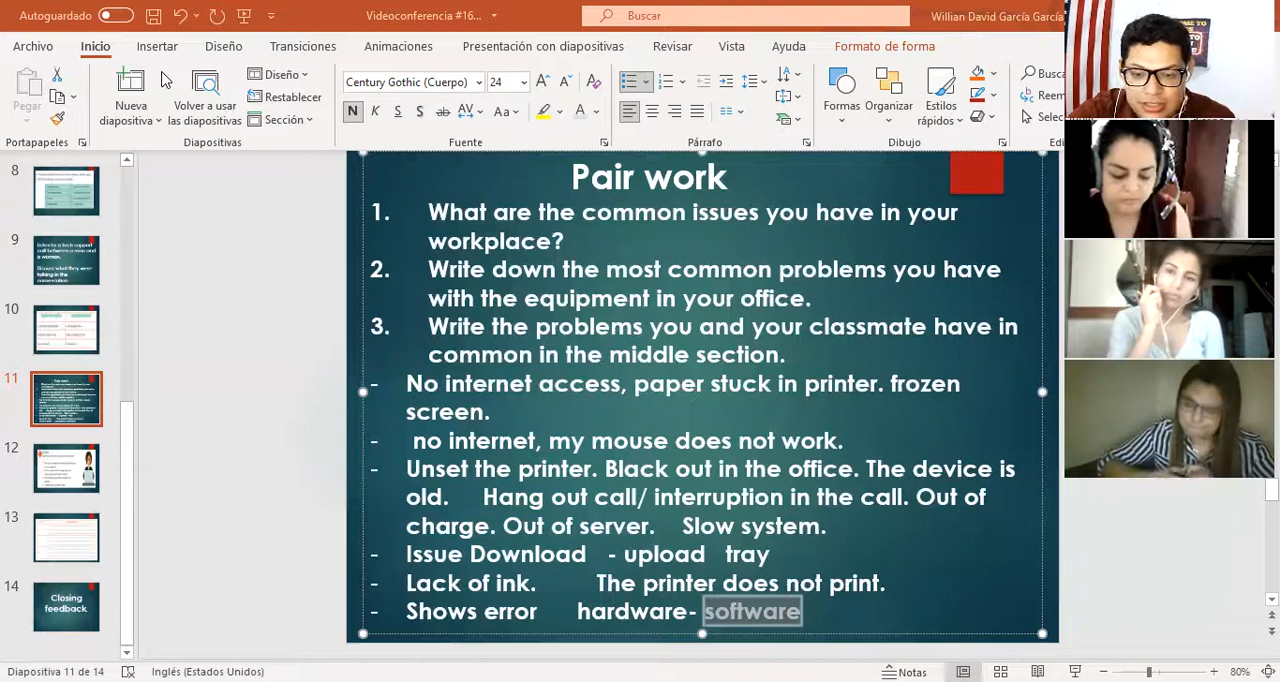 Autoguardado
Videoconferencia #16...
Buscar
Willian David García García
Archivo Inicio Insertar Diseño Transiciones Animaciones Presentación con diapositivas Revisar Vista Ayuda Formato de forma
Pegar
Nueva diapositiva
Volver a usar las diapositivas
Diseño
Restablecer
Sección
Century Gothic (Cuerpo) 24
N K S S ab AV Aa A
Formas Organizar Estilos rápidos
Portapapeles Diapositivas Fuente Párrafo Dibujo
8
9
10
11
12
13
14
Closing feedback
Pair work
1. What are the common issues you have in your
workplace?
2. Write down the most common problems you have
with the equipment in your office.
3. Write the problems you and your classmate have in
common in the middle section.
- No internet access, paper stuck in printer. frozen
screen.
- no internet, my mouse does not work.
- Unset the printer. Black out in the office. The device is
old. Hang out call/ interruption in the call. Out of
charge. Out of server. Slow system.
- Issue Download - upload tray
- Lack of ink. The printer does not print.
- Shows error hardware- software
Diapositiva 11 de 14 Inglés (Estados Unidos) Notas 80%